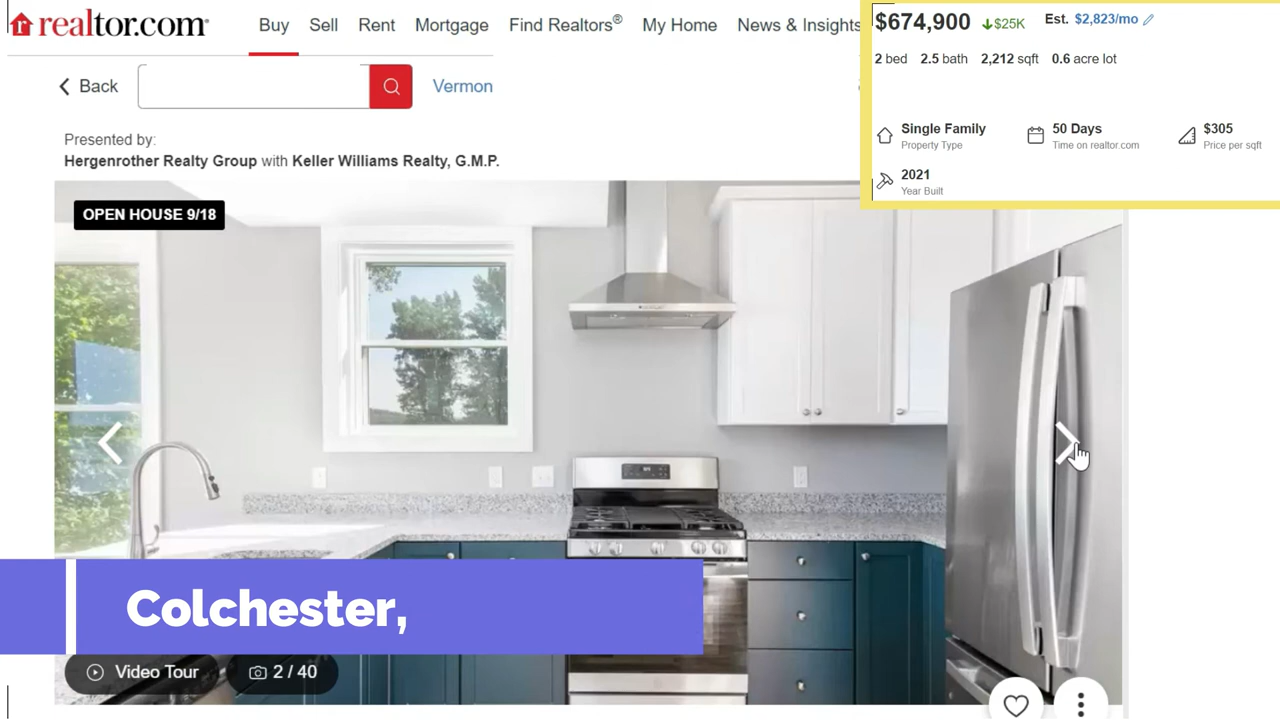 realtor.com®
Buy Sell Rent Mortgage Find Realtors® My Home News & Insights
$674,900 $25K Est. $2,823/mo
2 bed 2.5 bath 2,212 sqft 0.6 acre lot
Single Family
Property Type
50 Days
Time on realtor.com
$305
Price per sqft
2021
Year Built
Back
Vermon
Presented by:
Hergenrother Realty Group with Keller Williams Realty, G.M.P.
OPEN HOUSE 9/18
Colchester,
Video Tour 2 / 40